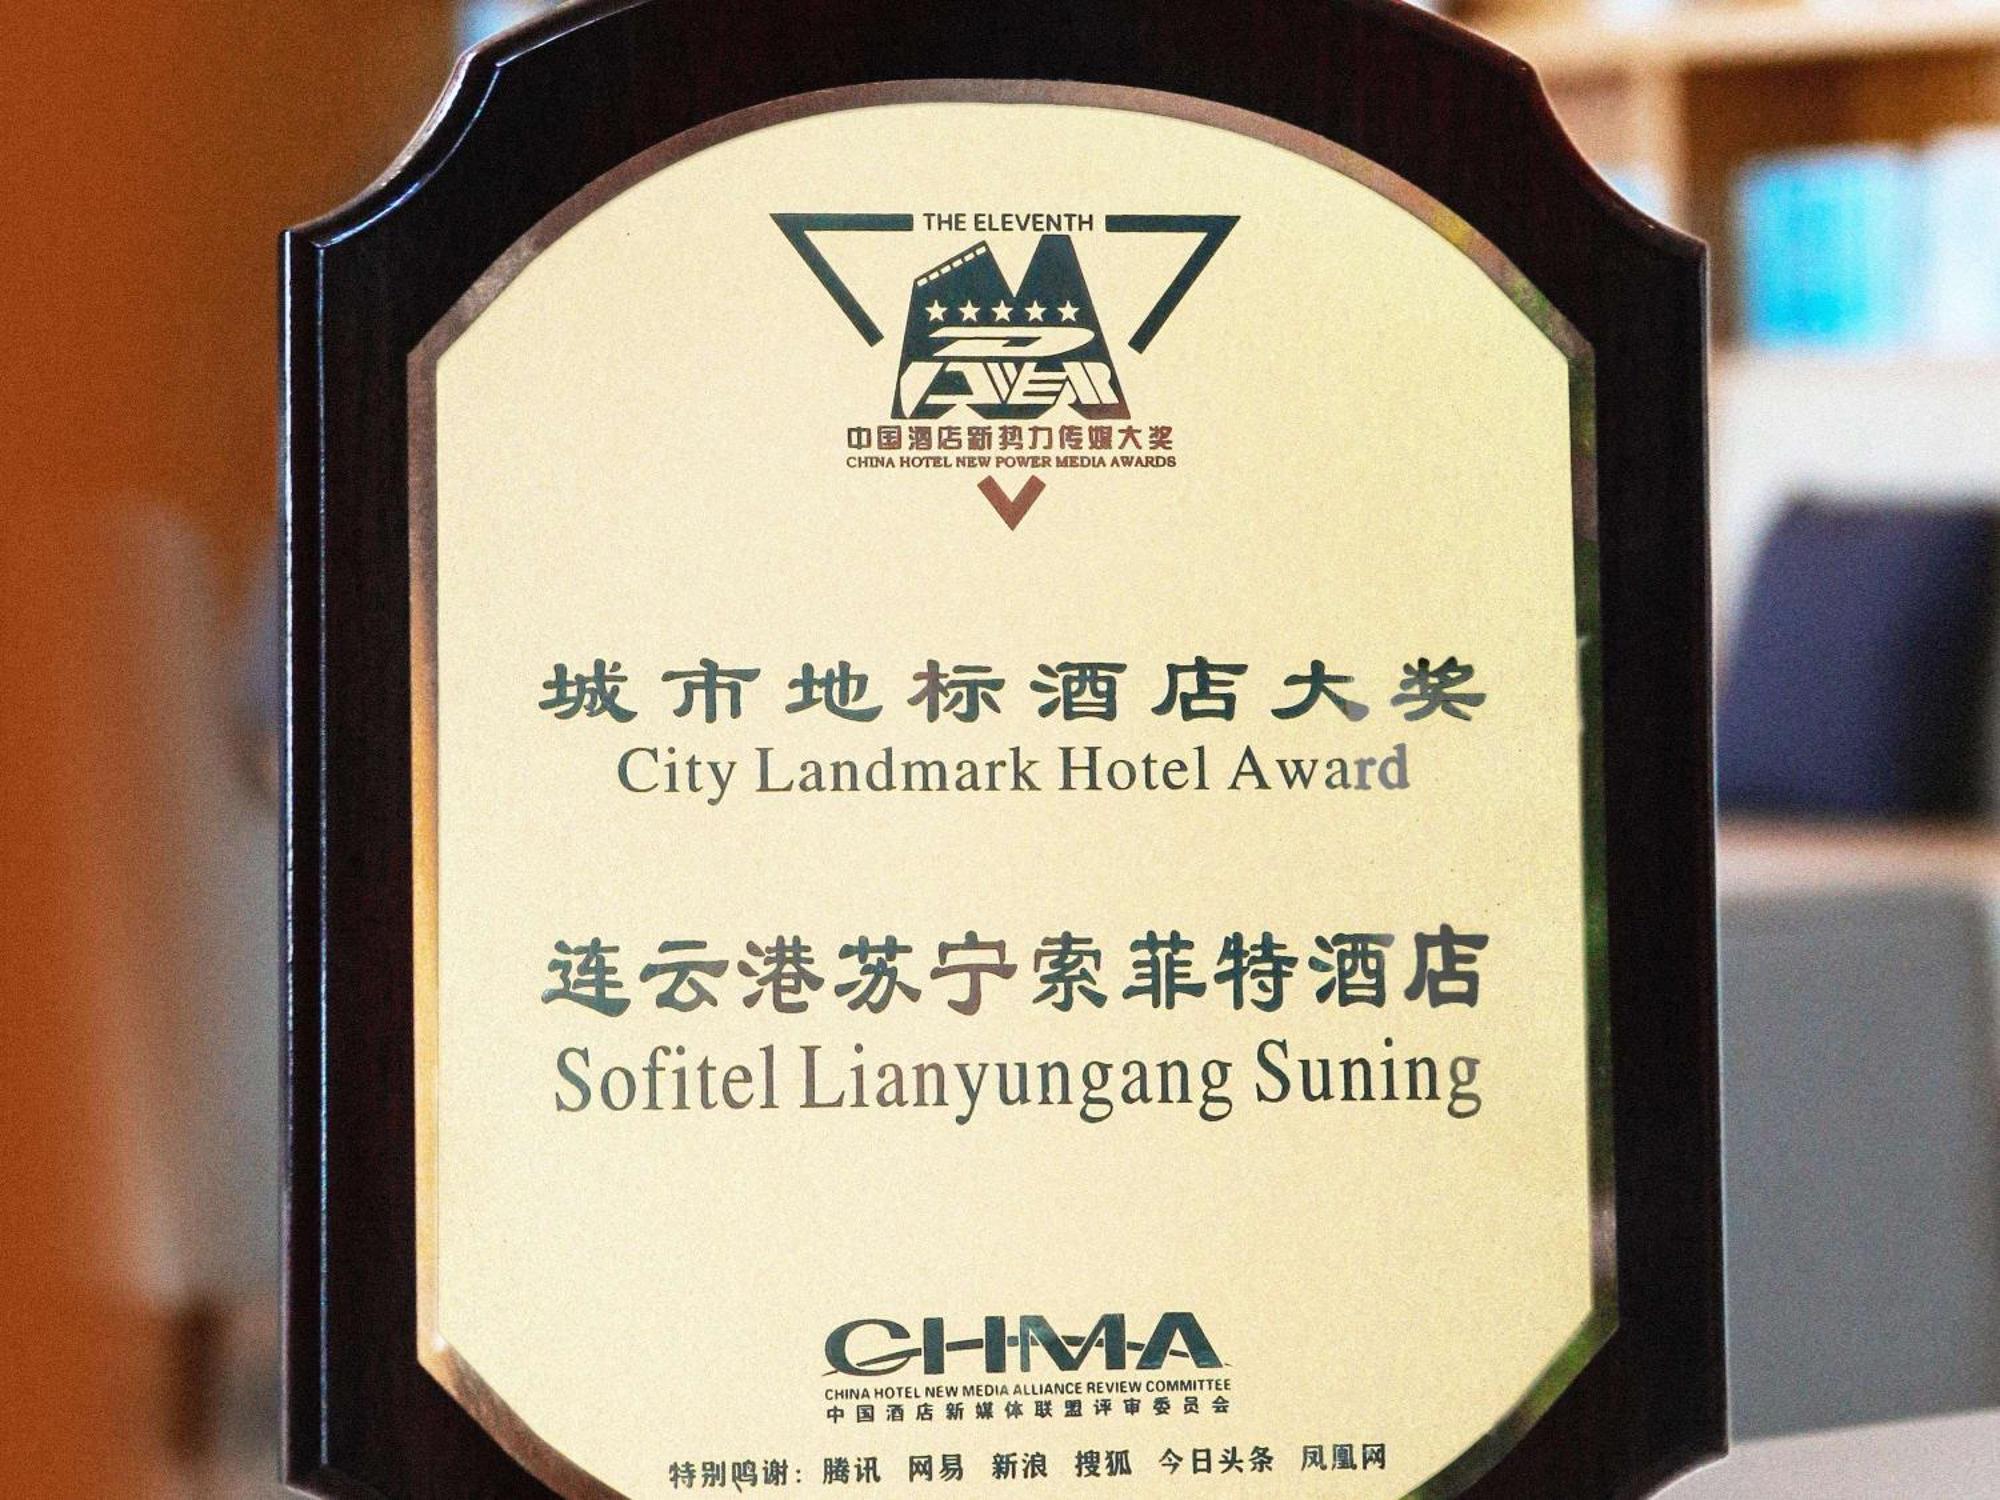 THE ELEVENTH
POWER
中国酒店新势力传媒大奖
CHINA HOTEL NEW POWER MEDIA AWARDS
城市地标酒店大奖
City Landmark Hotel Award
连云港苏宁索菲特酒店
Sofitel Lianyungang Suning
CHMA
CHINA HOTEL NEW MEDIA ALLIANCE REVIEW COMMITTEE
中国酒店新媒体联盟评审委员会
特别鸣谢：腾讯 网易 新浪 搜狐 今日头条 凤凰网